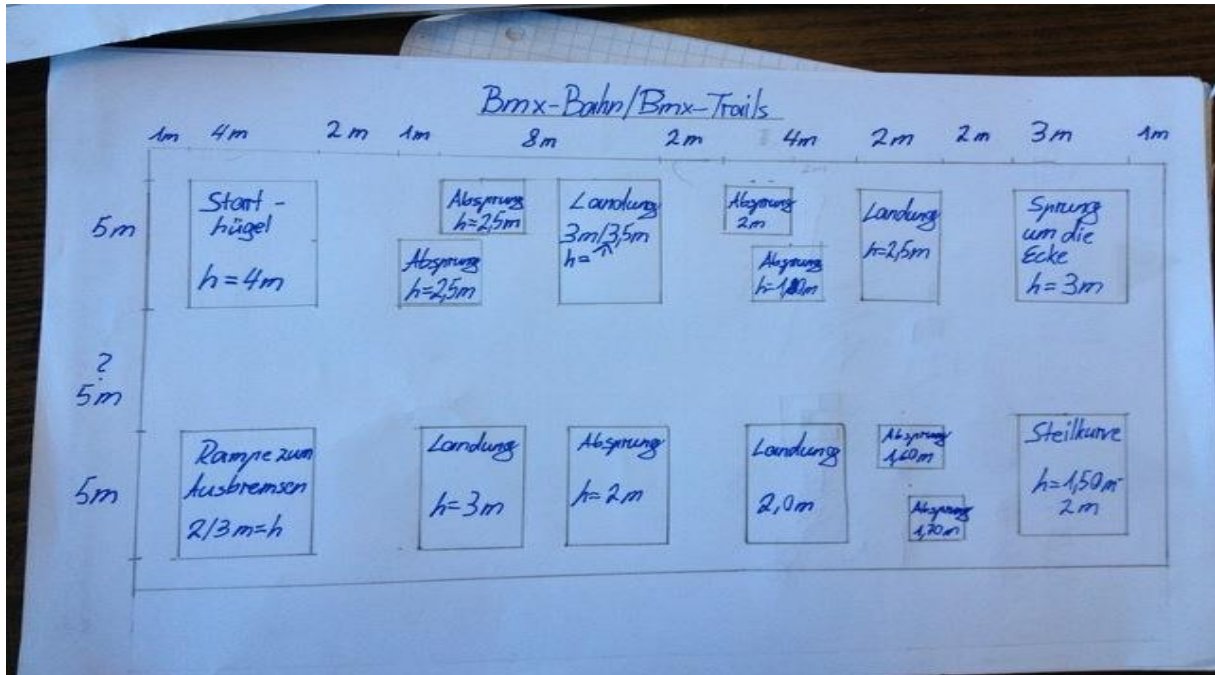 Bmx-Bahn/Bmx-Trails
1m 4m 2m 1m 8m 2m 4m 2m 2m 3m 1m
5m
Start-
hügel
h=4m
Absprung
h=2,5m
Absprung
h=2,5m
Landung
3m/3,5m
h=
Absprung
2m
Absprung
Landung
h=2,5m
Sprung
um die
Ecke
h=3m
?
5m
5m
Rampe zum
Ausbremsen
2/3m=h
Landung
h=3m
Absprung
h=2m
Landung
2,0m
Absprung
1,60m
Absprung
1,70m
Steilkurve
h=1,50m-
2m